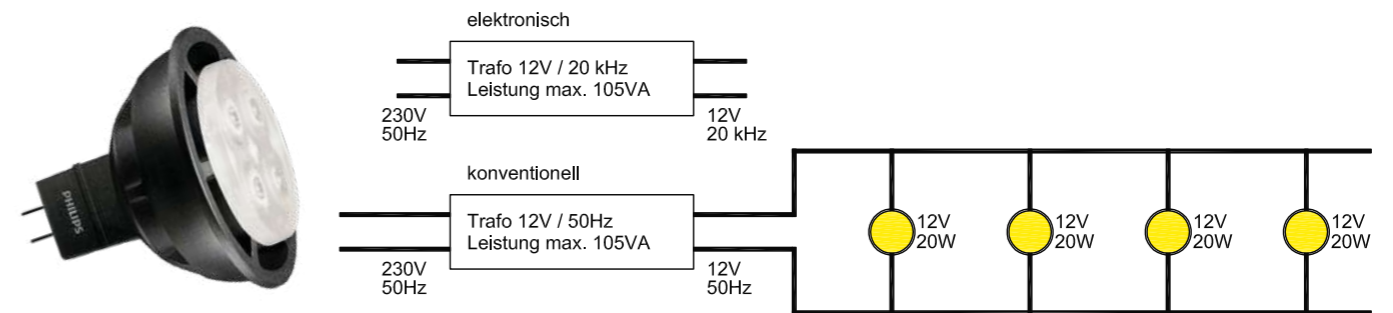 elektronisch
Trafo 12V / 20 kHz
Leistung max. 105VA
230V
50Hz
12V
20 kHz
konventionell
Trafo 12V / 50Hz
Leistung max. 105VA
230V
50Hz
12V
50Hz
12V
20W
12V
20W
12V
20W
12V
20W
PHILIPS